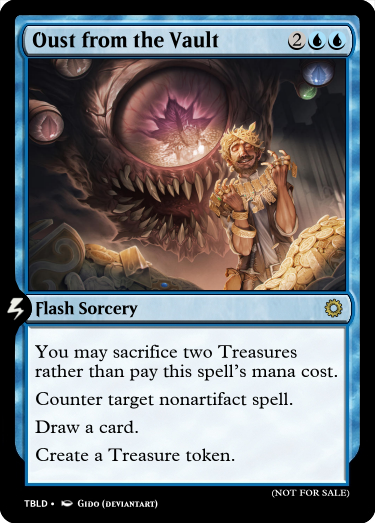 Oust from the Vault 2
Flash Sorcery
You may sacrifice two Treasures
rather than pay this spell's mana cost.
Counter target nonartifact spell.
Draw a card.
Create a Treasure token.
(NOT FOR SALE)
TBLD • Gido (deviantart)